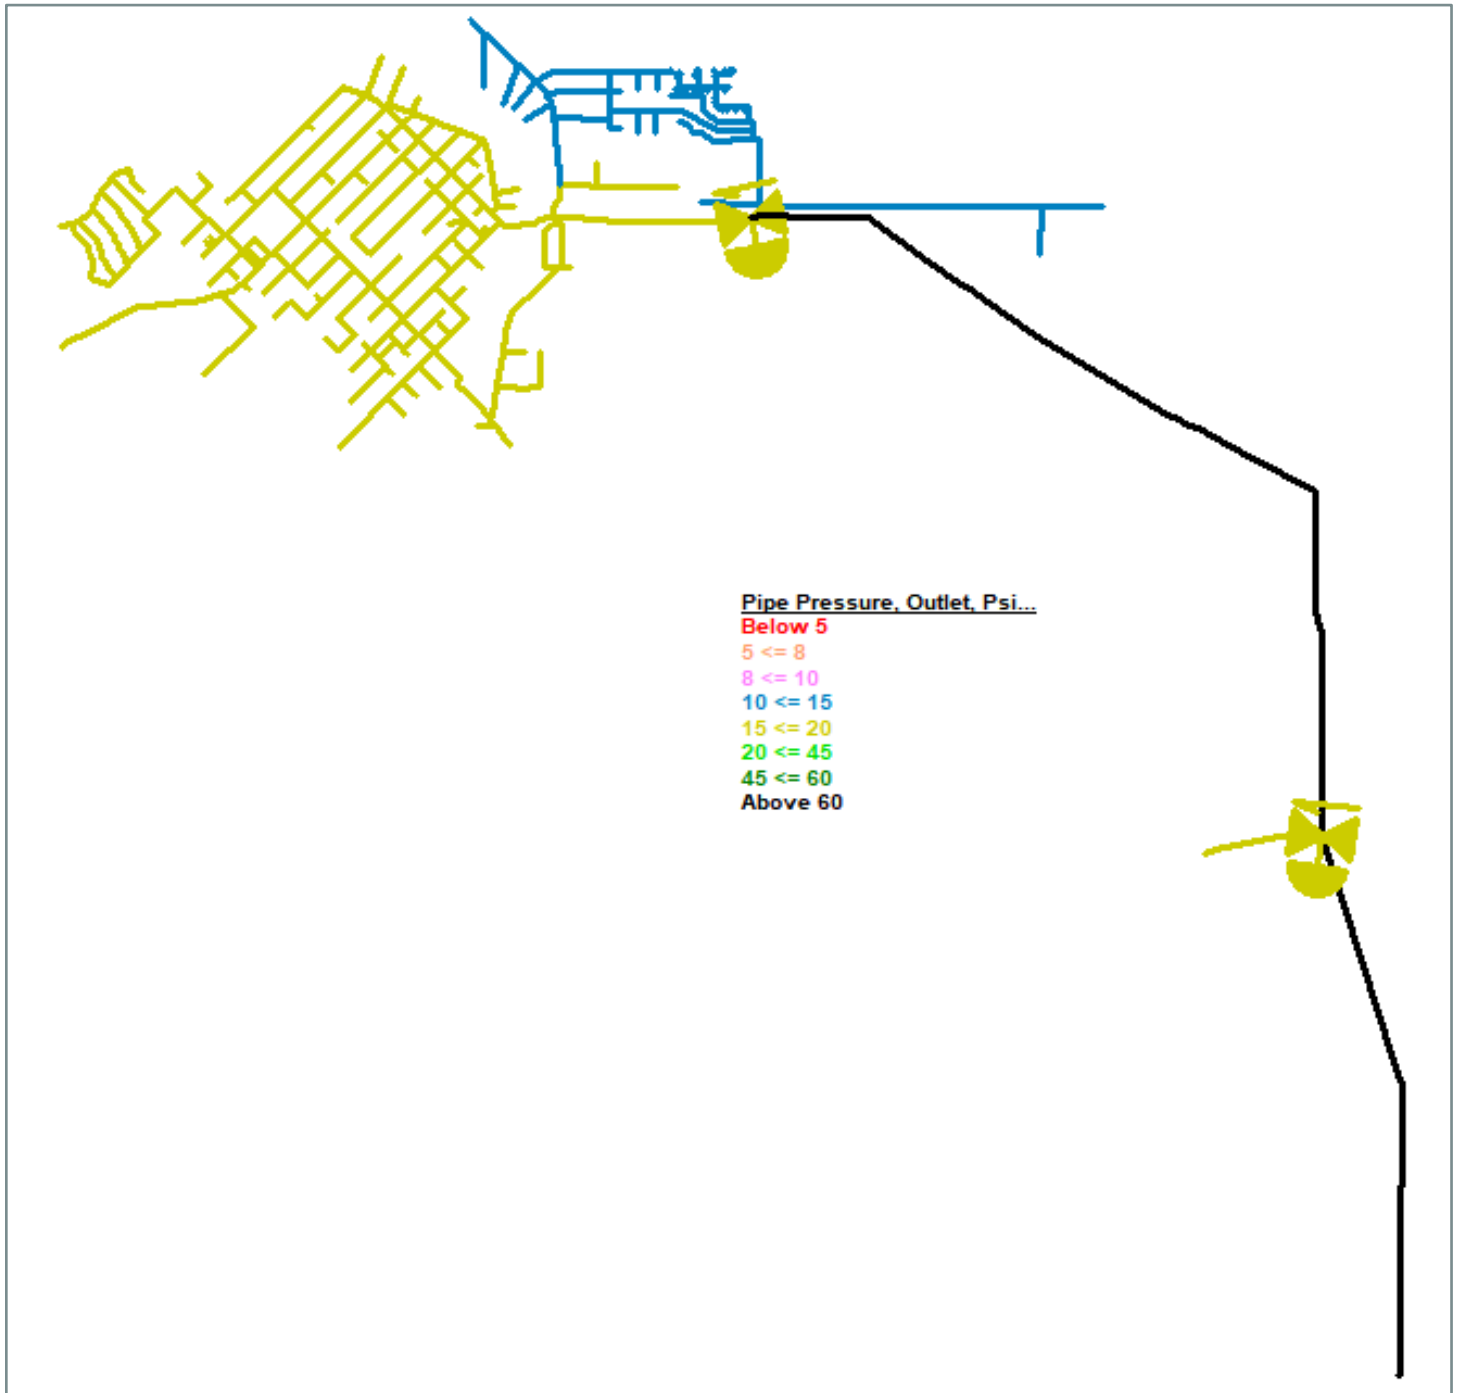 Pipe Pressure, Outlet, Psi...
Below 5
5 <= 8
8 <= 10
10 <= 15
15 <= 20
20 <= 45
45 <= 60
Above 60